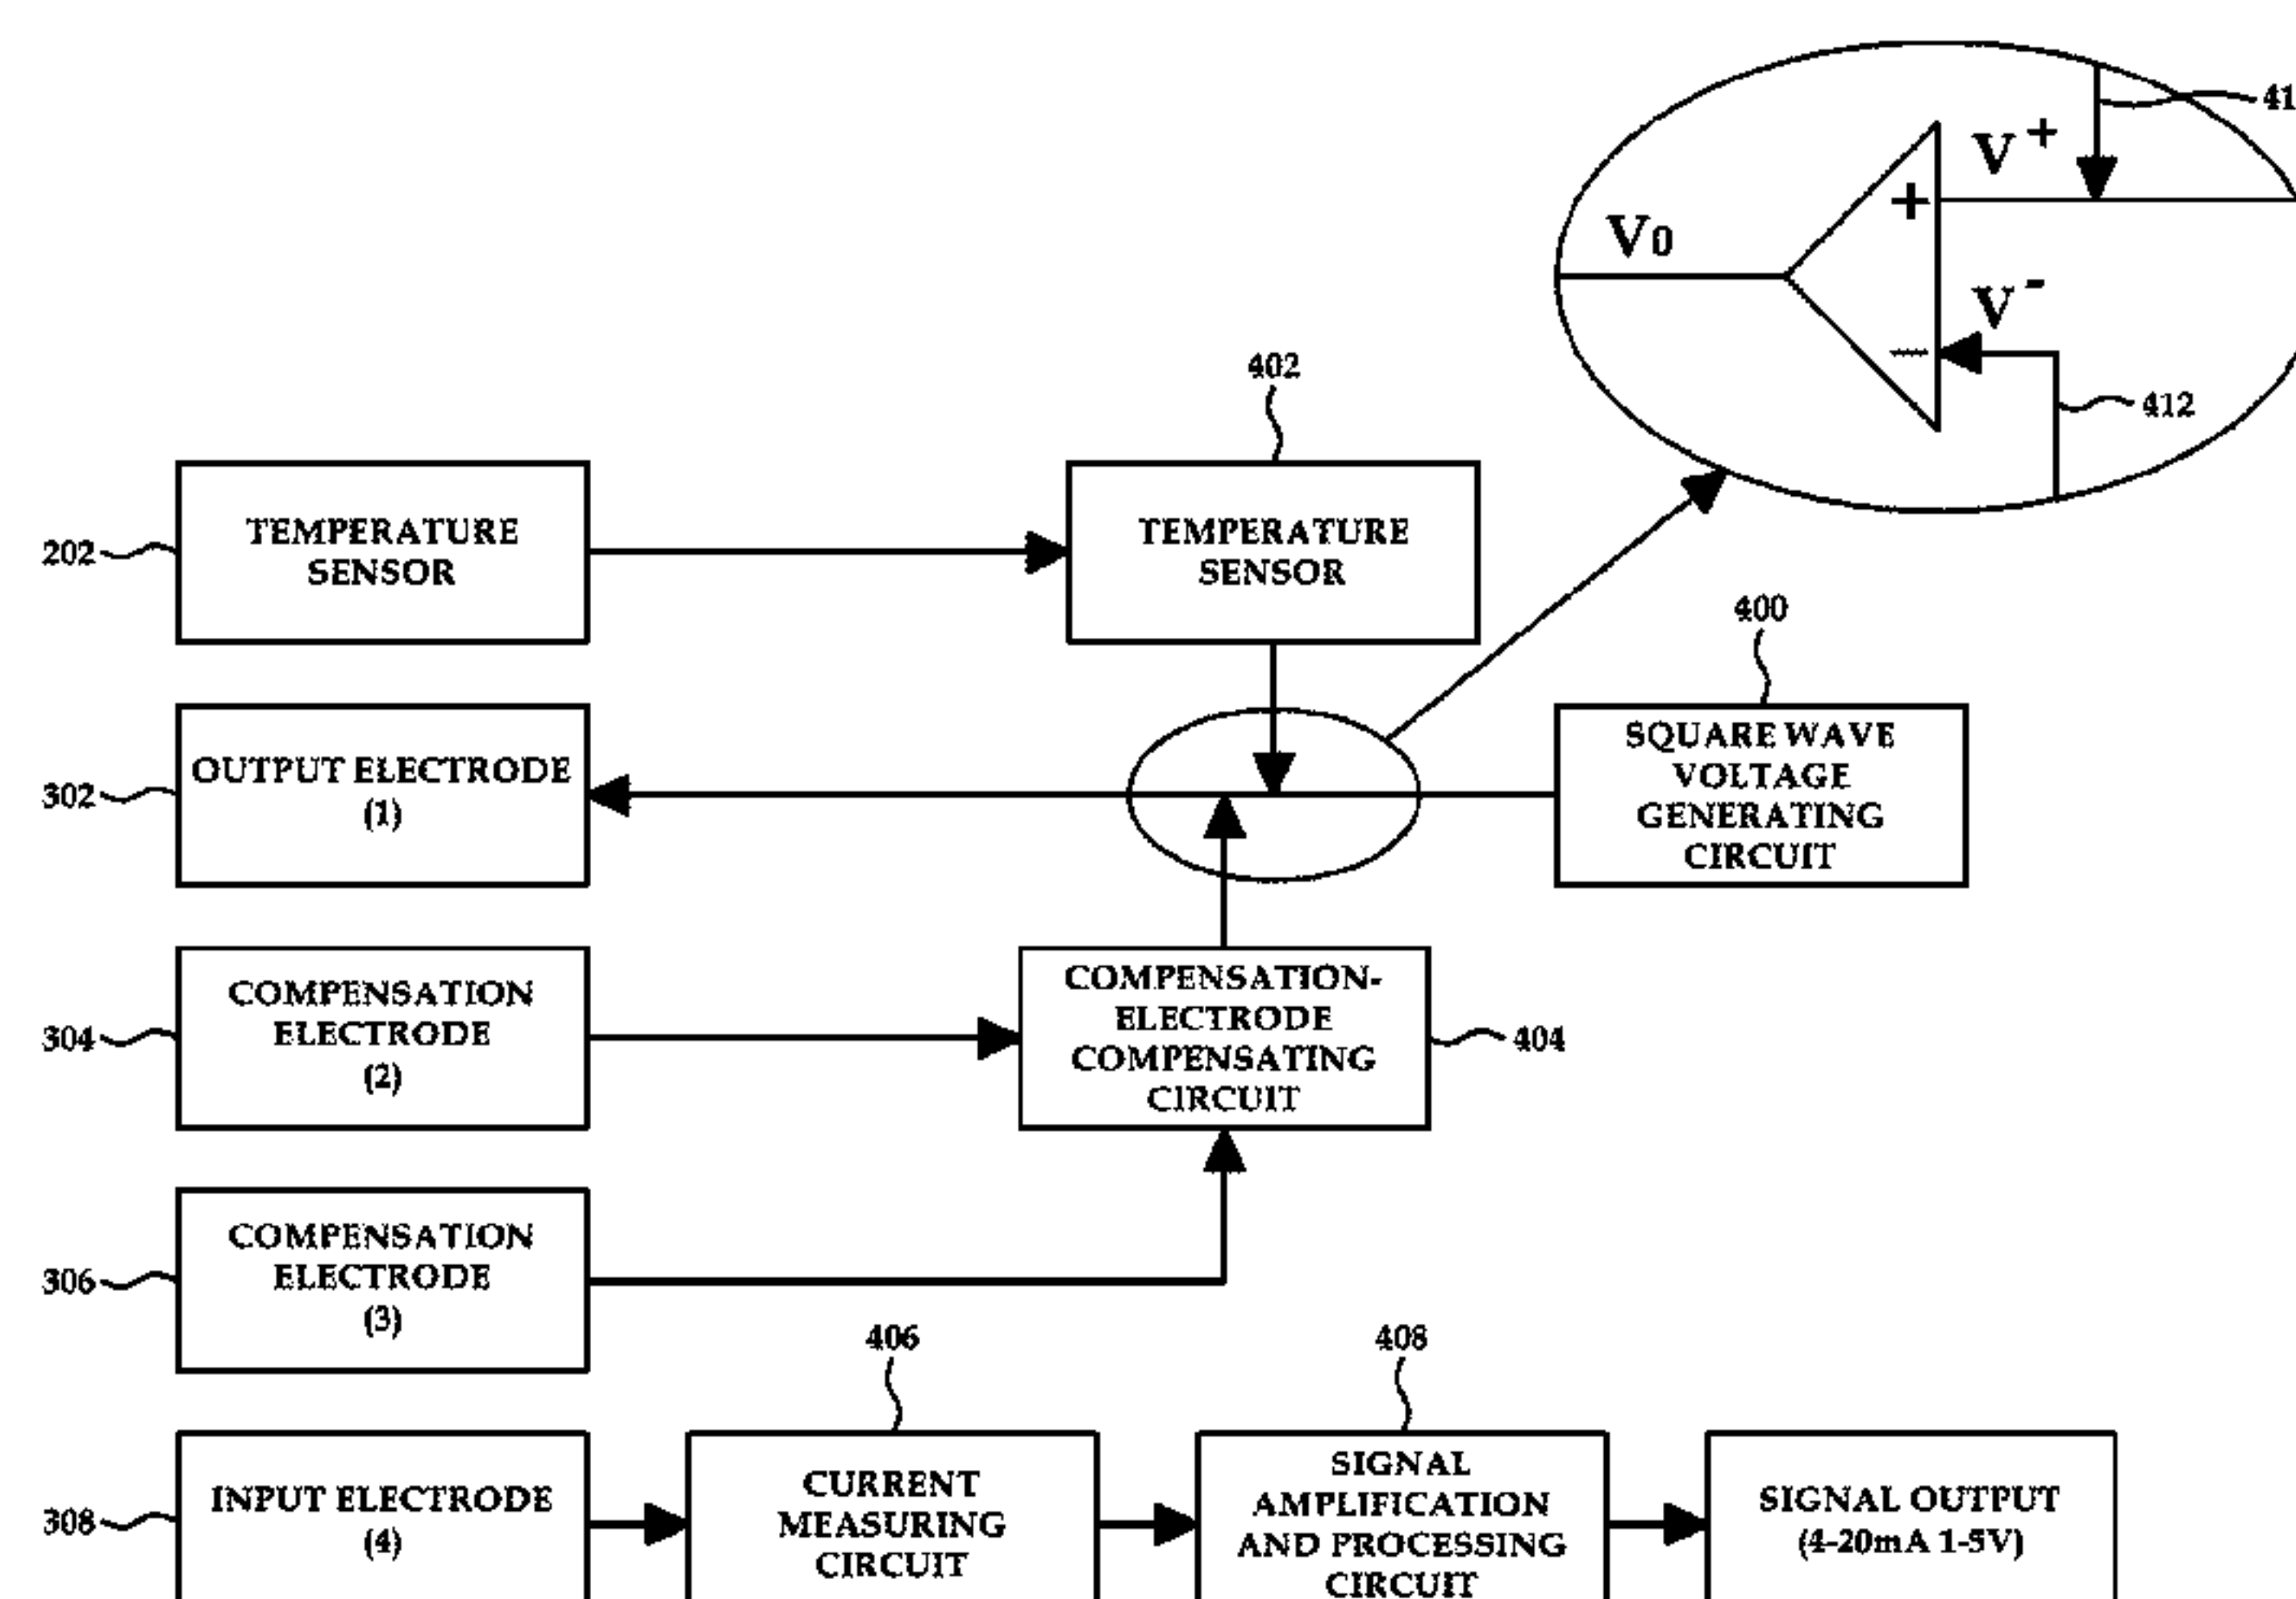 41
V+
+
V0
V-
−
412
402
202
TEMPERATURE
SENSOR
TEMPERATURE
SENSOR
400
302
OUTPUT ELECTRODE
(1)
SQUARE WAVE
VOLTAGE
GENERATING
CIRCUIT
304
COMPENSATION
ELECTRODE
(2)
COMPENSATION-
ELECTRODE
COMPENSATING
CIRCUIT
404
306
COMPENSATION
ELECTRODE
(3)
406
408
308
INPUT ELECTRODE
(4)
CURRENT
MEASURING
CIRCUIT
SIGNAL
AMPLIFICATION
AND PROCESSING
CIRCUIT
SIGNAL OUTPUT
(4-20mA 1-5V)